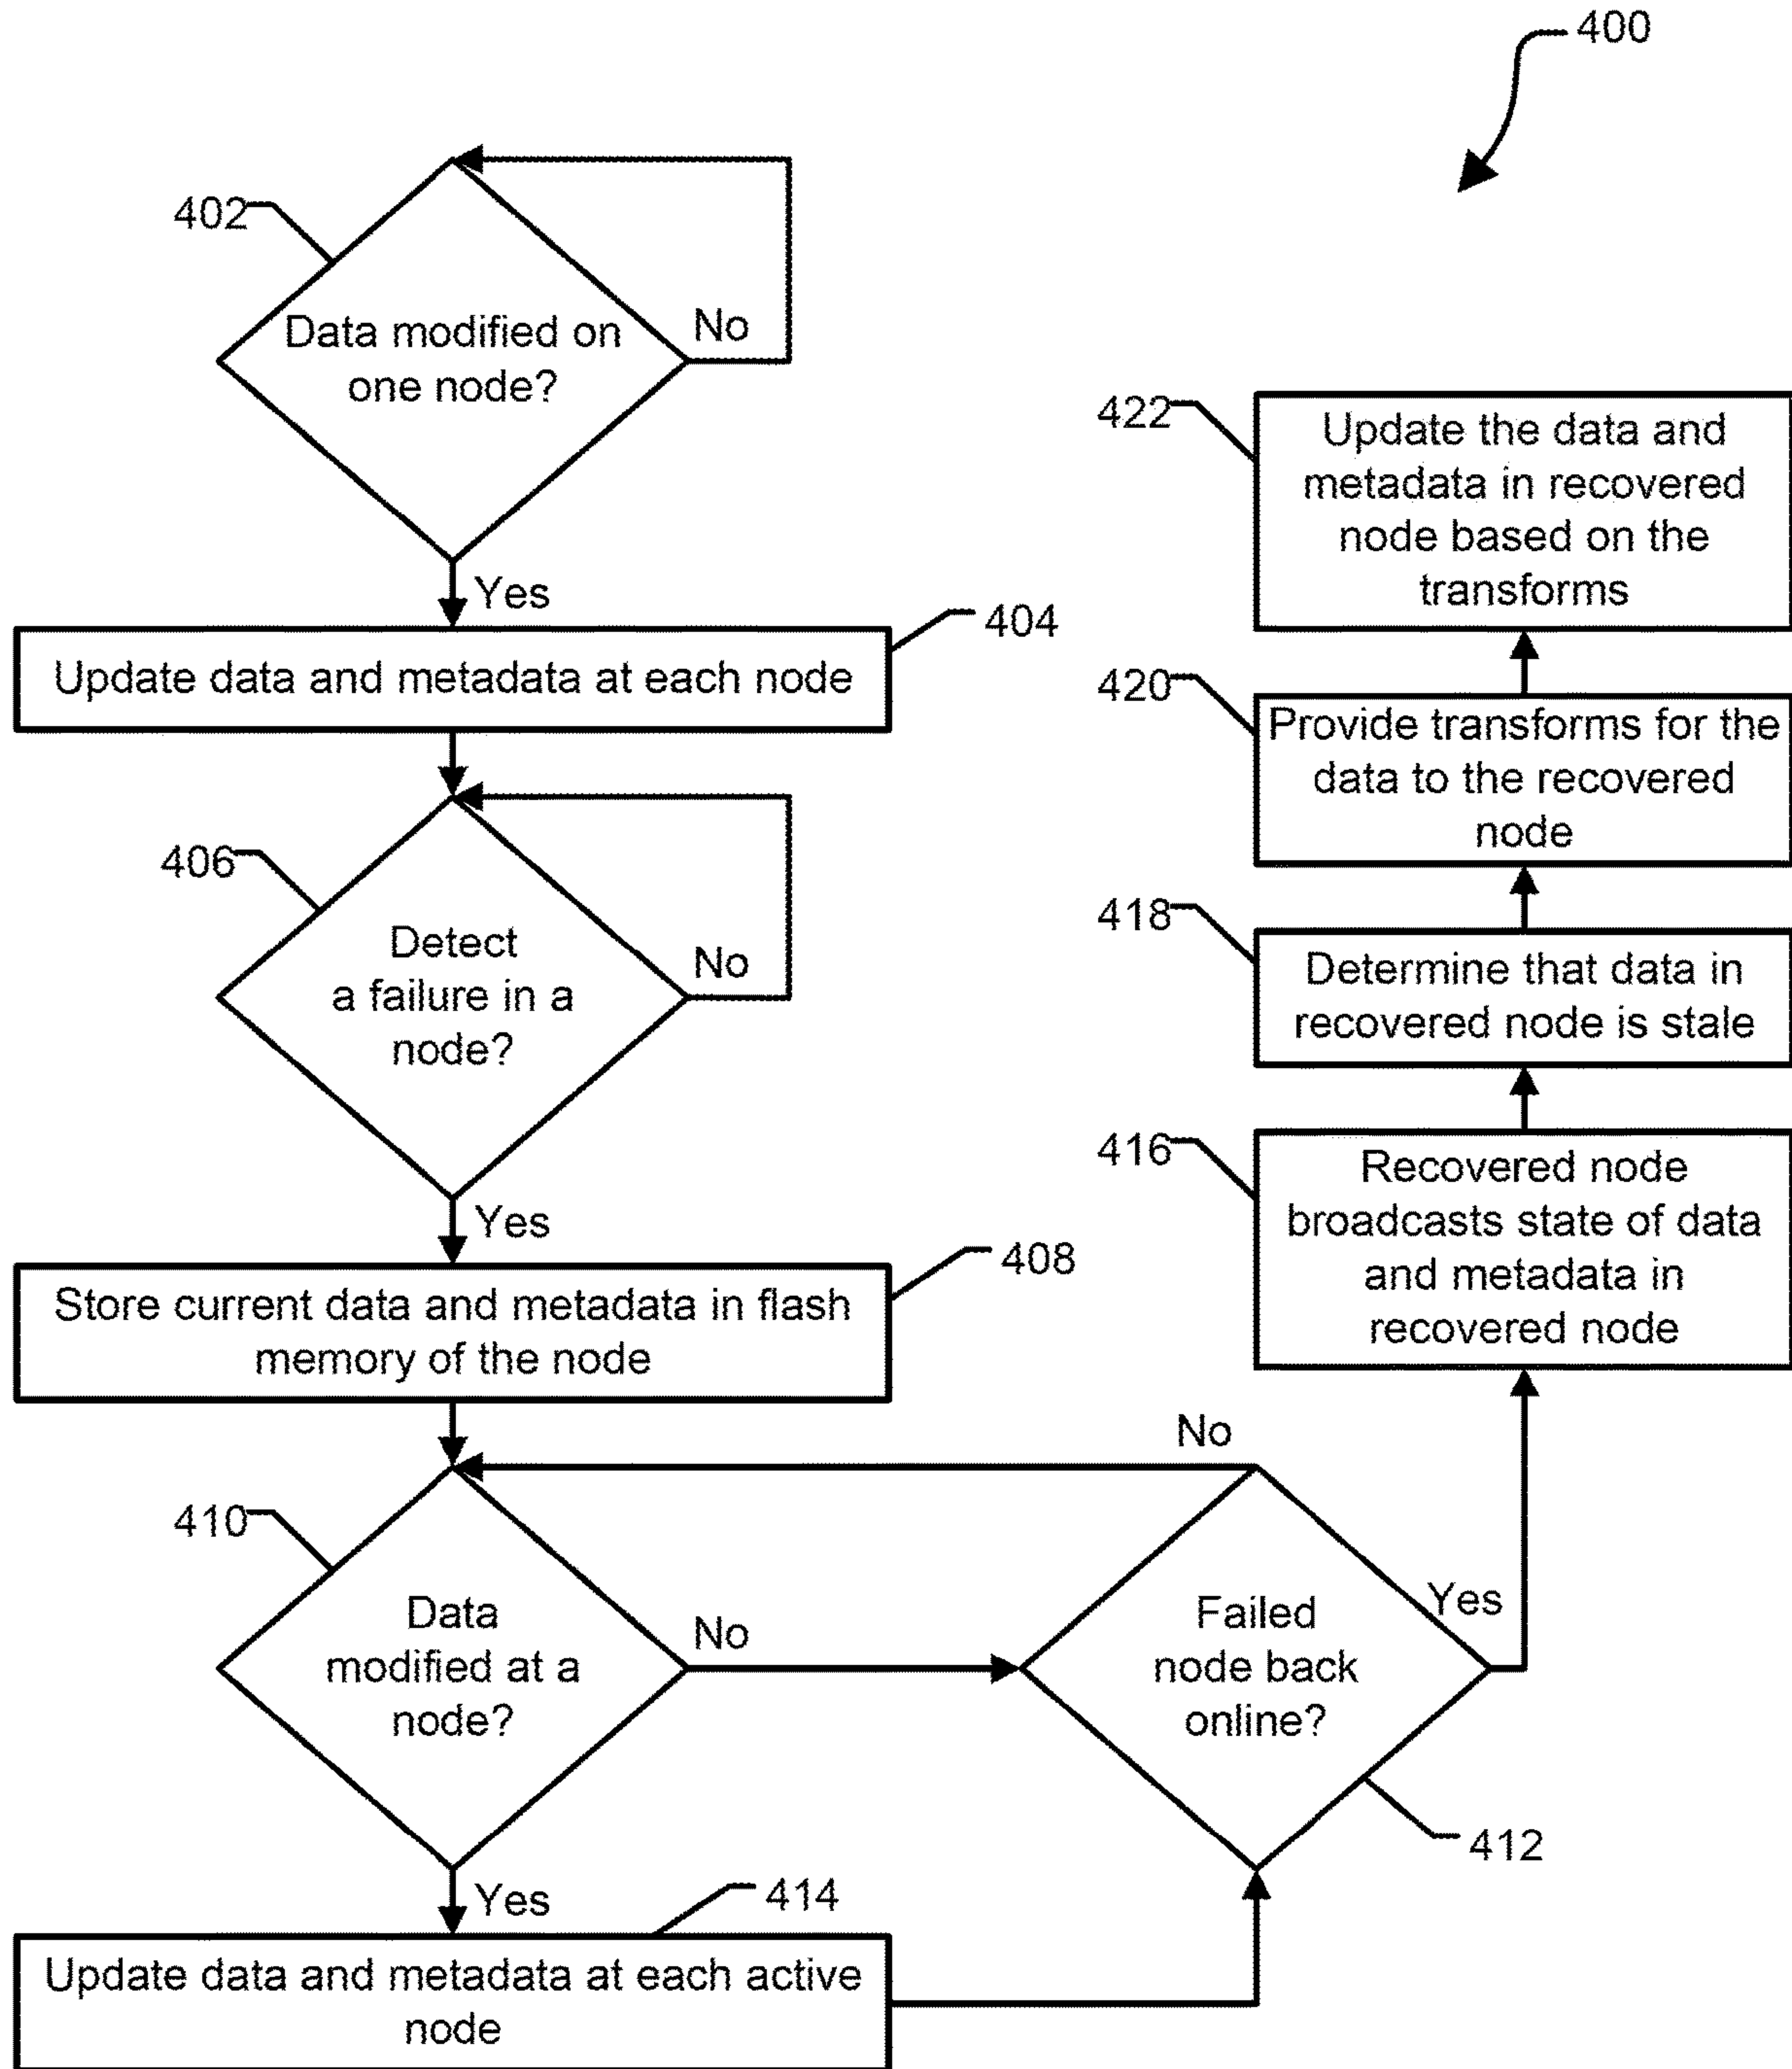 400
402
Data modified on
one node?
No
Yes
404
Update data and metadata at each node
406
Detect
a failure in a
node?
No
Yes
408
Store current data and metadata in flash
memory of the node
410
Data
modified at a
node?
No
Yes
414
Update data and metadata at each active
node
No
Failed
node back
online?
Yes
412
416
Recovered node
broadcasts state of data
and metadata in
recovered node
418
Determine that data in
recovered node is stale
420
Provide transforms for the
data to the recovered
node
422
Update the data and
metadata in recovered
node based on the
transforms